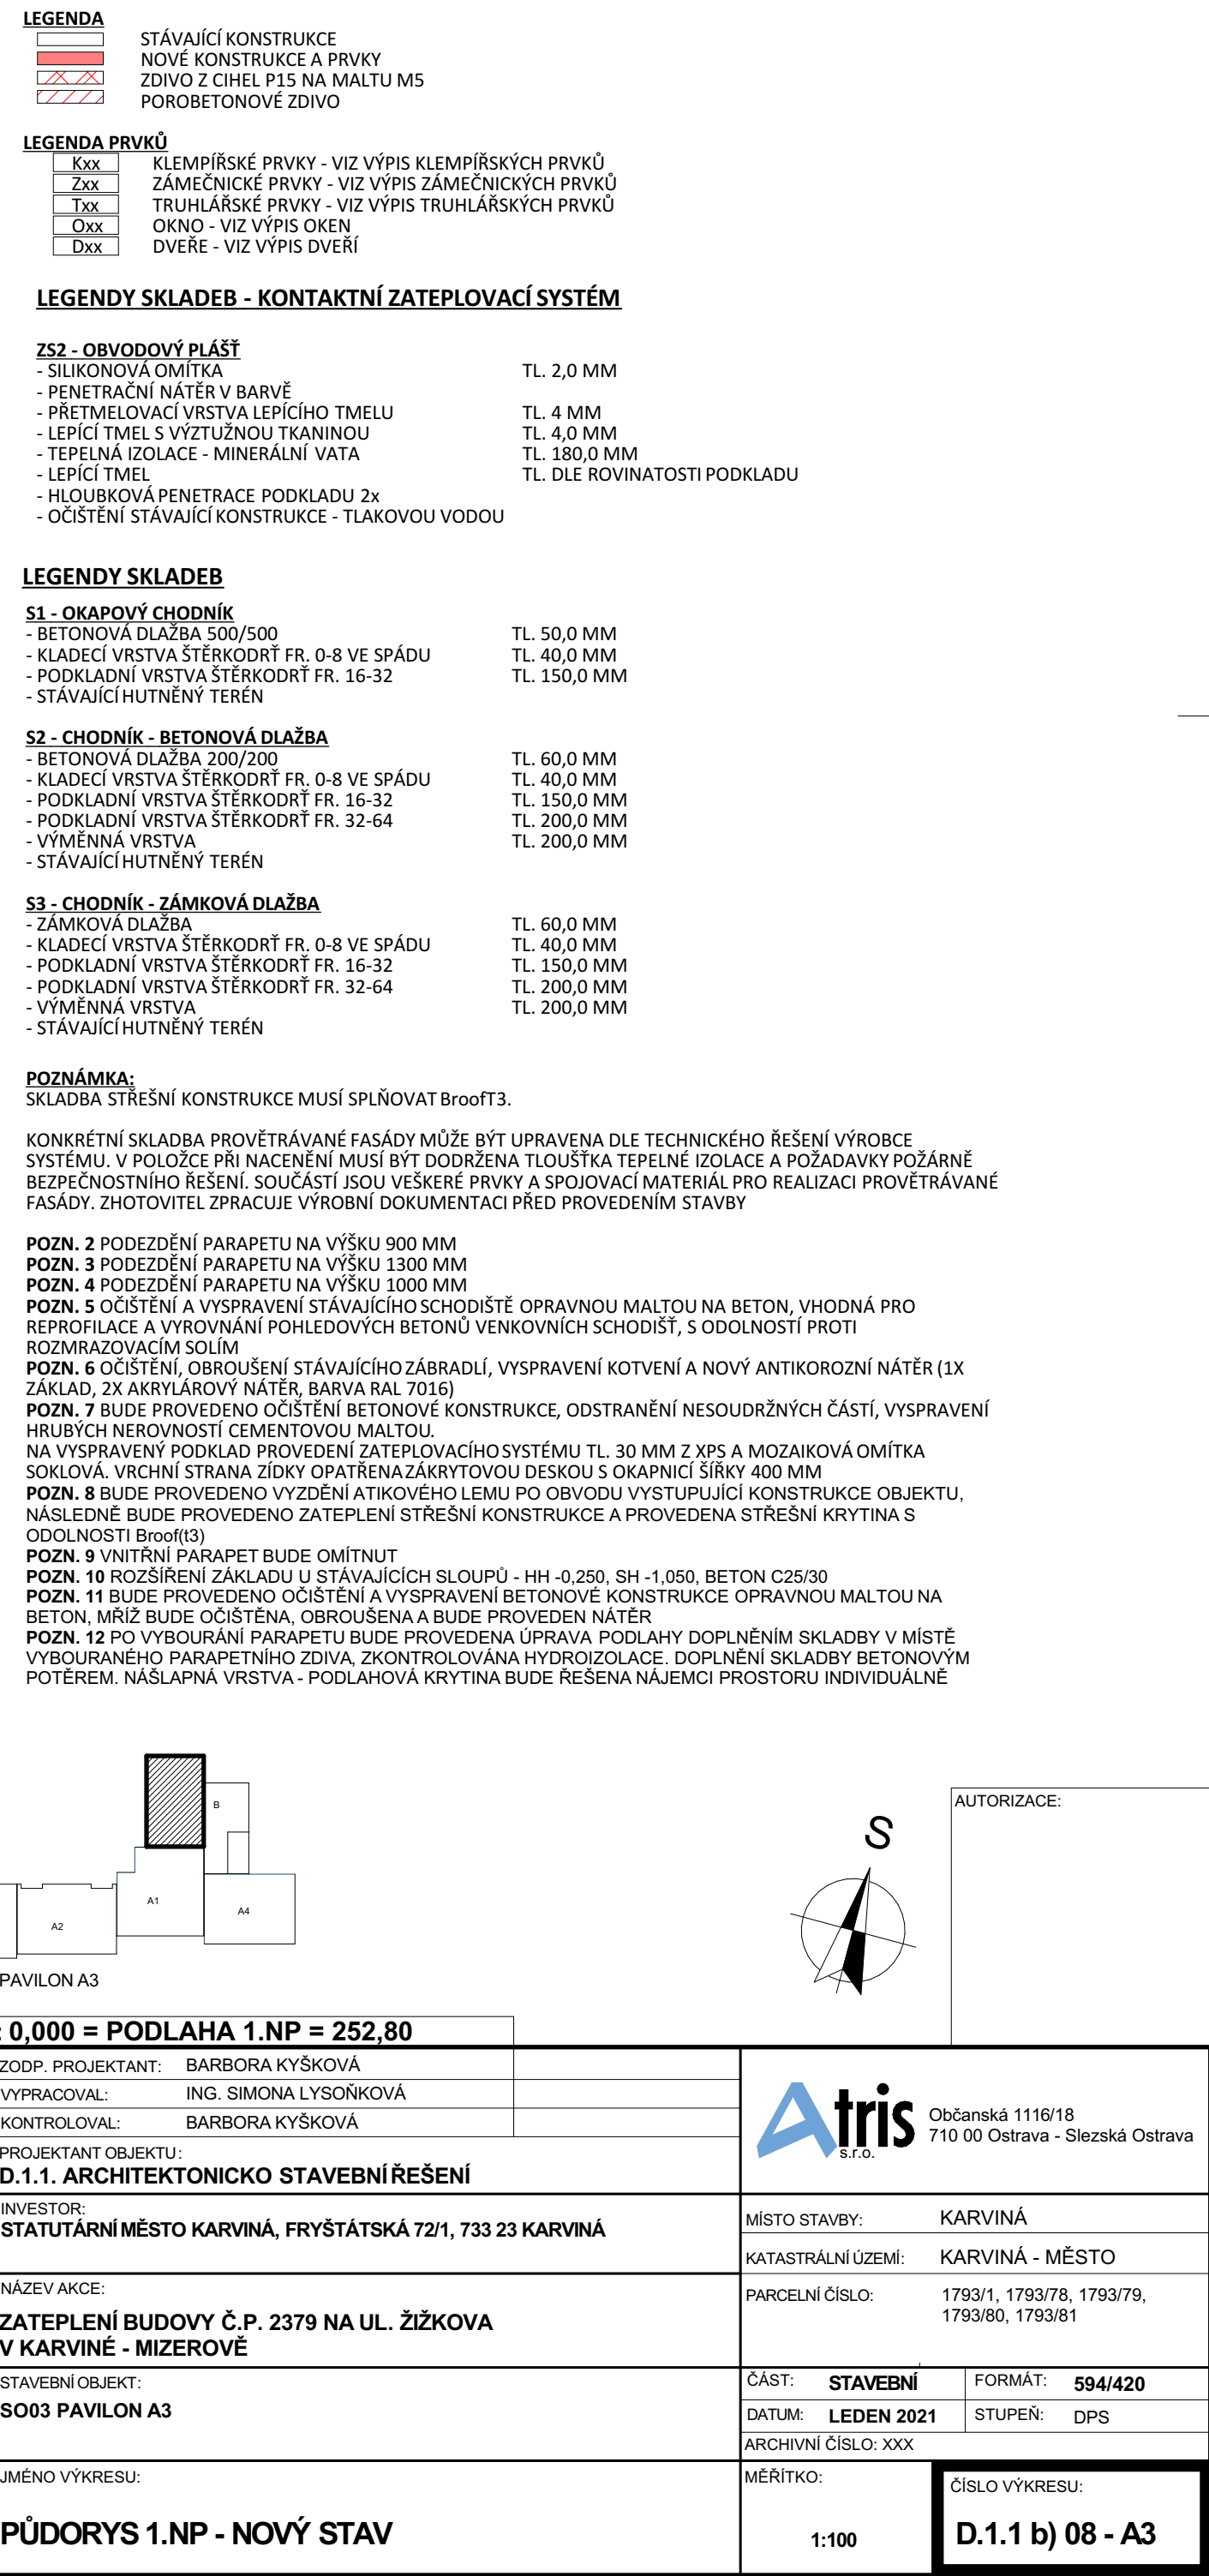 LEGENDA
STÁVAJÍCÍ KONSTRUKCE
NOVÉ KONSTRUKCE A PRVKY
ZDIVO Z CIHEL P15 NA MALTU M5
POROBETONOVÉ ZDIVO
LEGENDA PRVKŮ
Kxx KLEMPÍŘSKÉ PRVKY - VIZ VÝPIS KLEMPÍŘSKÝCH PRVKŮ
Zxx ZÁMEČNICKÉ PRVKY - VIZ VÝPIS ZÁMEČNICKÝCH PRVKŮ
Txx TRUHLÁŘSKÉ PRVKY - VIZ VÝPIS TRUHLÁŘSKÝCH PRVKŮ
Oxx OKNO - VIZ VÝPIS OKEN
Dxx DVEŘE - VIZ VÝPIS DVEŘÍ
LEGENDY SKLADEB - KONTAKTNÍ ZATEPLOVACÍ SYSTÉM
ZS2 - OBVODOVÝ PLÁŠŤ
- SILIKONOVÁ OMÍTKA TL. 2,0 MM
- PENETRAČNÍ NÁTĚR V BARVĚ
- PŘETMELOVACÍ VRSTVA LEPÍCÍHO TMELU TL. 4 MM
- LEPÍCÍ TMEL S VÝZTUŽNOU TKANINOU TL. 4,0 MM
- TEPELNÁ IZOLACE - MINERÁLNÍ VATA TL. 180,0 MM
- LEPÍCÍ TMEL TL. DLE ROVINATOSTI PODKLADU
- HLOUBKOVÁ PENETRACE PODKLADU 2x
- OČIŠTĚNÍ STÁVAJÍCÍ KONSTRUKCE - TLAKOVOU VODOU
LEGENDY SKLADEB
S1 - OKAPOVÝ CHODNÍK
- BETONOVÁ DLAŽBA 500/500 TL. 50,0 MM
- KLADECÍ VRSTVA ŠTĚRKODRŤ FR. 0-8 VE SPÁDU TL. 40,0 MM
- PODKLADNÍ VRSTVA ŠTĚRKODRŤ FR. 16-32 TL. 150,0 MM
- STÁVAJÍCÍ HUTNĚNÝ TERÉN
S2 - CHODNÍK - BETONOVÁ DLAŽBA
- BETONOVÁ DLAŽBA 200/200 TL. 60,0 MM
- KLADECÍ VRSTVA ŠTĚRKODRŤ FR. 0-8 VE SPÁDU TL. 40,0 MM
- PODKLADNÍ VRSTVA ŠTĚRKODRŤ FR. 16-32 TL. 150,0 MM
- PODKLADNÍ VRSTVA ŠTĚRKODRŤ FR. 32-64 TL. 200,0 MM
- VÝMĚNNÁ VRSTVA TL. 200,0 MM
- STÁVAJÍCÍ HUTNĚNÝ TERÉN
S3 - CHODNÍK - ZÁMKOVÁ DLAŽBA
- ZÁMKOVÁ DLAŽBA TL. 60,0 MM
- KLADECÍ VRSTVA ŠTĚRKODRŤ FR. 0-8 VE SPÁDU TL. 40,0 MM
- PODKLADNÍ VRSTVA ŠTĚRKODRŤ FR. 16-32 TL. 150,0 MM
- PODKLADNÍ VRSTVA ŠTĚRKODRŤ FR. 32-64 TL. 200,0 MM
- VÝMĚNNÁ VRSTVA TL. 200,0 MM
- STÁVAJÍCÍ HUTNĚNÝ TERÉN
POZNÁMKA:
SKLADBA STŘEŠNÍ KONSTRUKCE MUSÍ SPLŇOVAT BroofT3.
KONKRÉTNÍ SKLADBA PROVĚTRÁVANÉ FASÁDY MŮŽE BÝT UPRAVENA DLE TECHNICKÉHO ŘEŠENÍ VÝROBCE
SYSTÉMU. V POLOŽCE PŘI NACENĚNÍ MUSÍ BÝT DODRŽENA TLOUŠŤKA TEPELNÉ IZOLACE A POŽADAVKY POŽÁRNĚ
BEZPEČNOSTNÍHO ŘEŠENÍ. SOUČÁSTÍ JSOU VEŠKERÉ PRVKY A SPOJOVACÍ MATERIÁL PRO REALIZACI PROVĚTRÁVANÉ
FASÁDY. ZHOTOVITEL ZPRACUJE VÝROBNÍ DOKUMENTACI PŘED PROVEDENÍM STAVBY
POZN. 2 PODEZDĚNÍ PARAPETU NA VÝŠKU 900 MM
POZN. 3 PODEZDĚNÍ PARAPETU NA VÝŠKU 1300 MM
POZN. 4 PODEZDĚNÍ PARAPETU NA VÝŠKU 1000 MM
POZN. 5 OČIŠTĚNÍ A VYSPRAVENÍ STÁVAJÍCÍHO SCHODIŠTĚ OPRAVNOU MALTOU NA BETON, VHODNÁ PRO
REPROFILACE A VYROVNÁNÍ POHLEDOVÝCH BETONŮ VENKOVNÍCH SCHODIŠŤ, S ODOLNOSTÍ PROTI
ROZMRAZOVACÍM SOLÍM
POZN. 6 OČIŠTĚNÍ, OBROUŠENÍ STÁVAJÍCÍHO ZÁBRADLÍ, VYSPRAVENÍ KOTVENÍ A NOVÝ ANTIKOROZNÍ NÁTĚR (1X
ZÁKLAD, 2X AKRYLÁROVÝ NÁTĚR, BARVA RAL 7016)
POZN. 7 BUDE PROVEDENO OČIŠTĚNÍ BETONOVÉ KONSTRUKCE, ODSTRANĚNÍ NESOUDRŽNÝCH ČÁSTÍ, VYSPRAVENÍ
HRUBÝCH NEROVNOSTÍ CEMENTOVOU MALTOU.
NA VYSPRAVENÝ PODKLAD PROVEDENÍ ZATEPLOVACÍHO SYSTÉMU TL. 30 MM Z XPS A MOZAIKOVÁ OMÍTKA
SOKLOVÁ. VRCHNÍ STRANA ZÍDKY OPATŘENA ZÁKRYTOVOU DESKOU S OKAPNICÍ ŠÍŘKY 400 MM
POZN. 8 BUDE PROVEDENO VYZDĚNÍ ATIKOVÉHO LEMU PO OBVODU VYSTUPUJÍCÍ KONSTRUKCE OBJEKTU,
NÁSLEDNĚ BUDE PROVEDENO ZATEPLENÍ STŘEŠNÍ KONSTRUKCE A PROVEDENA STŘEŠNÍ KRYTINA S
ODOLNOSTI Broof(t3)
POZN. 9 VNITŘNÍ PARAPET BUDE OMÍTNUT
POZN. 10 ROZŠÍŘENÍ ZÁKLADU U STÁVAJÍCÍCH SLOUPŮ - HH -0,250, SH -1,050, BETON C25/30
POZN. 11 BUDE PROVEDENO OČIŠTĚNÍ A VYSPRAVENÍ BETONOVÉ KONSTRUKCE OPRAVNOU MALTOU NA
BETON, MŘÍŽ BUDE OČIŠTĚNA, OBROUŠENA A BUDE PROVEDEN NÁTĚR
POZN. 12 PO VYBOURÁNÍ PARAPETU BUDE PROVEDENA ÚPRAVA PODLAHY DOPLNĚNÍM SKLADBY V MÍSTĚ
VYBOURANÉHO PARAPETNÍHO ZDIVA, ZKONTROLOVÁNA HYDROIZOLACE. DOPLNĚNÍ SKLADBY BETONOVÝM
POTĚREM. NÁŠLAPNÁ VRSTVA - PODLAHOVÁ KRYTINA BUDE ŘEŠENA NÁJEMCI PROSTORU INDIVIDUÁLNĚ
B
A1
A2
A4
PAVILON A3
S
AUTORIZACE:
0,000 = PODLAHA 1.NP = 252,80
ZODP. PROJEKTANT: BARBORA KYŠKOVÁ
VYPRACOVAL: ING. SIMONA LYSOŇKOVÁ
KONTROLOVAL: BARBORA KYŠKOVÁ
PROJEKTANT OBJEKTU:
D.1.1. ARCHITEKTONICKO STAVEBNÍ ŘEŠENÍ
Atris s.r.o.
Občanská 1116/18
710 00 Ostrava - Slezská Ostrava
INVESTOR:
STATUTÁRNÍ MĚSTO KARVINÁ, FRYŠTÁTSKÁ 72/1, 733 23 KARVINÁ
MÍSTO STAVBY: KARVINÁ
KATASTRÁLNÍ ÚZEMÍ: KARVINÁ - MĚSTO
NÁZEV AKCE:
ZATEPLENÍ BUDOVY Č.P. 2379 NA UL. ŽIŽKOVA
V KARVINÉ - MIZEROVĚ
PARCELNÍ ČÍSLO: 1793/1, 1793/78, 1793/79,
1793/80, 1793/81
STAVEBNÍ OBJEKT:
SO03 PAVILON A3
ČÁST: STAVEBNÍ FORMÁT: 594/420
DATUM: LEDEN 2021 STUPEŇ: DPS
ARCHIVNÍ ČÍSLO: XXX
JMÉNO VÝKRESU:
PŮDORYS 1.NP - NOVÝ STAV
MĚŘÍTKO:
1:100
ČÍSLO VÝKRESU:
D.1.1 b) 08 - A3